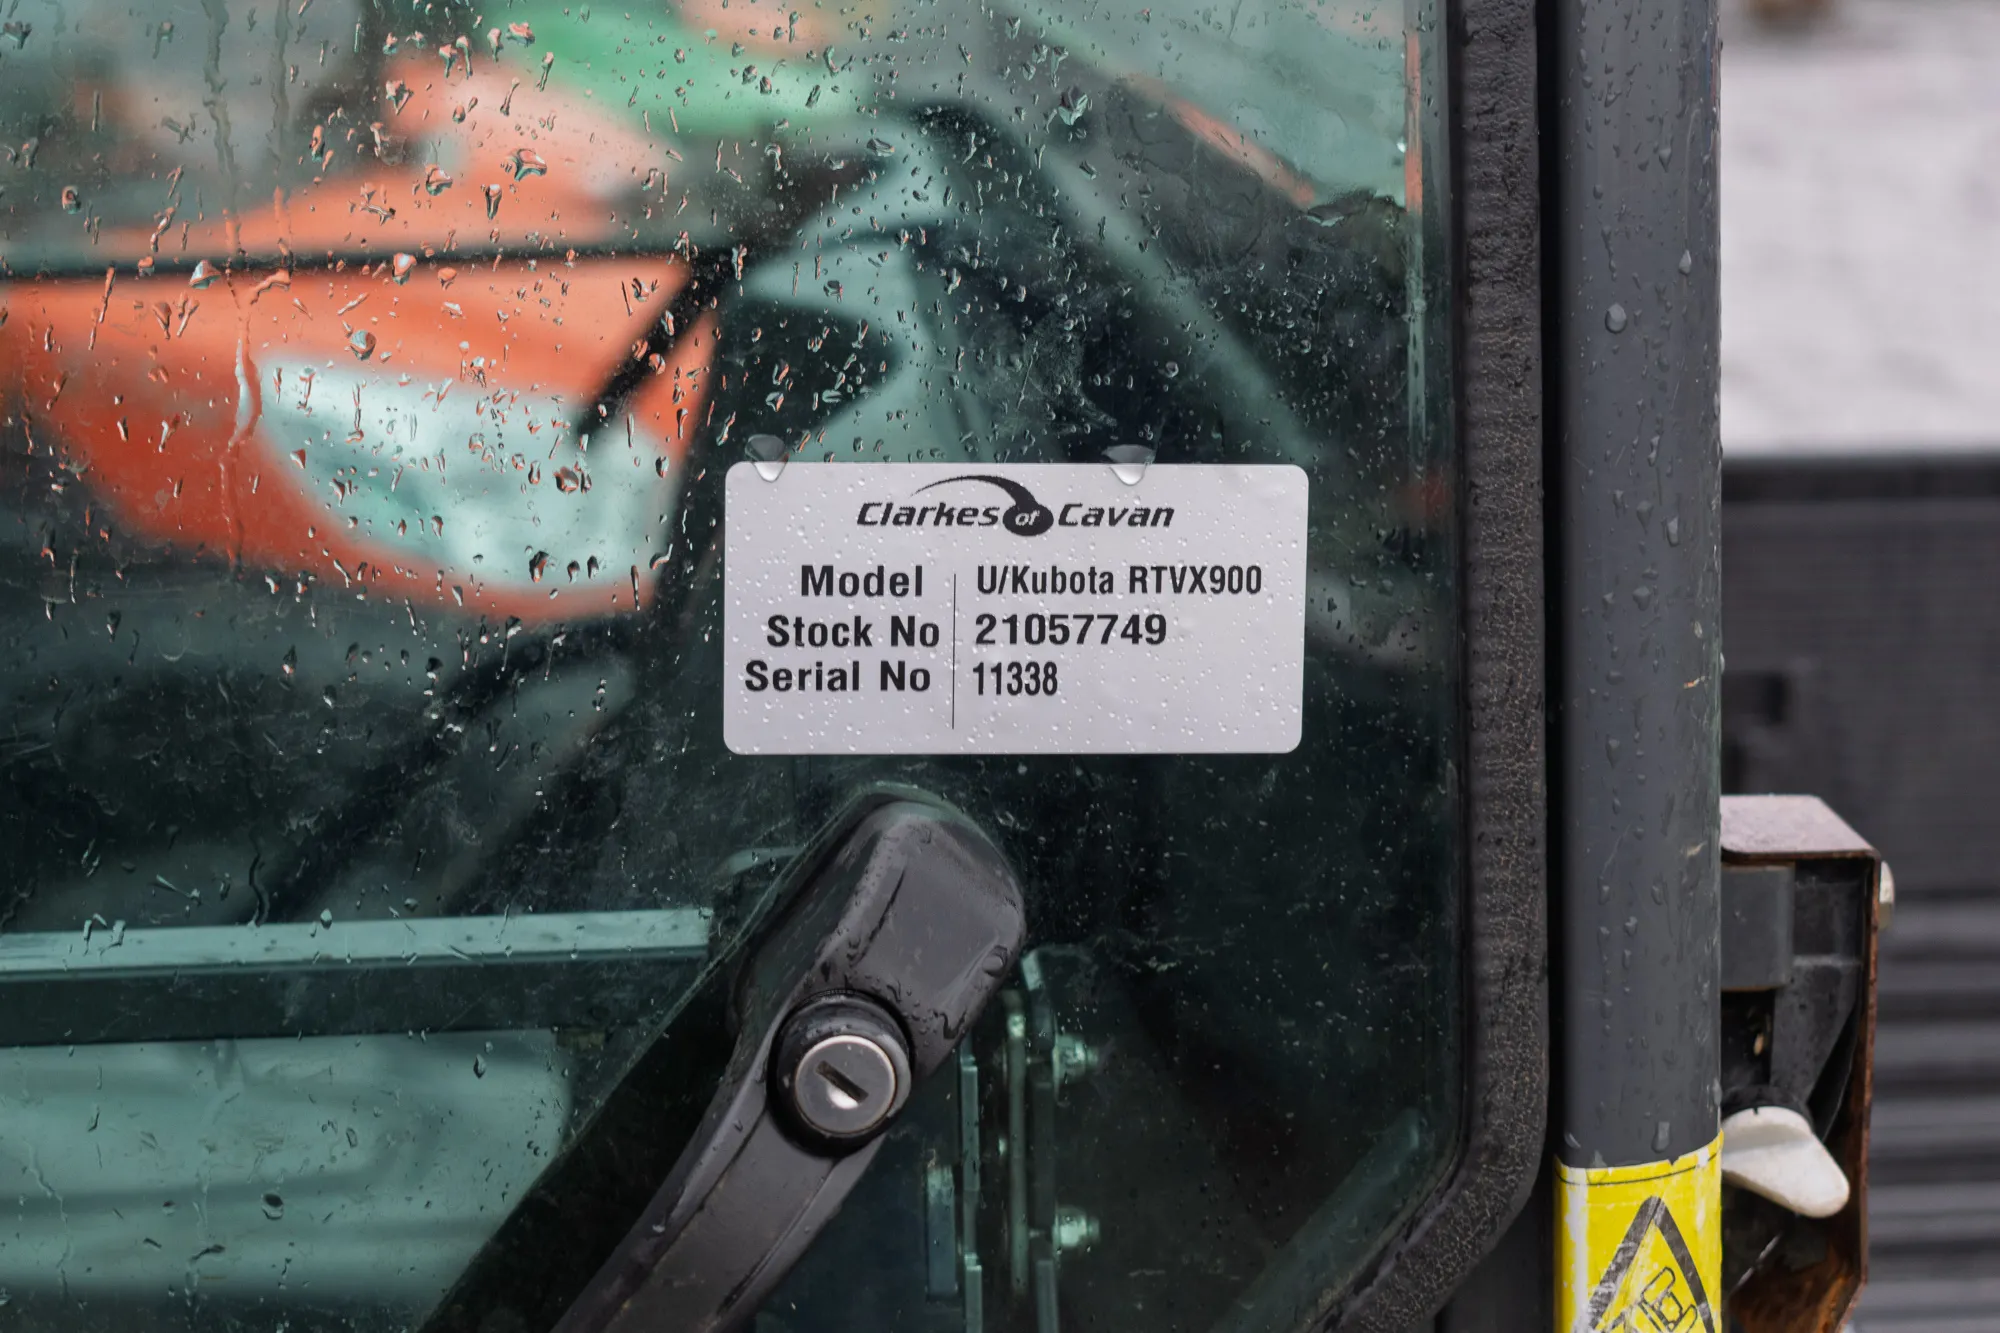 Clarkes of Cavan
Model U/Kubota RTVX900
Stock No 21057749
Serial No 11338